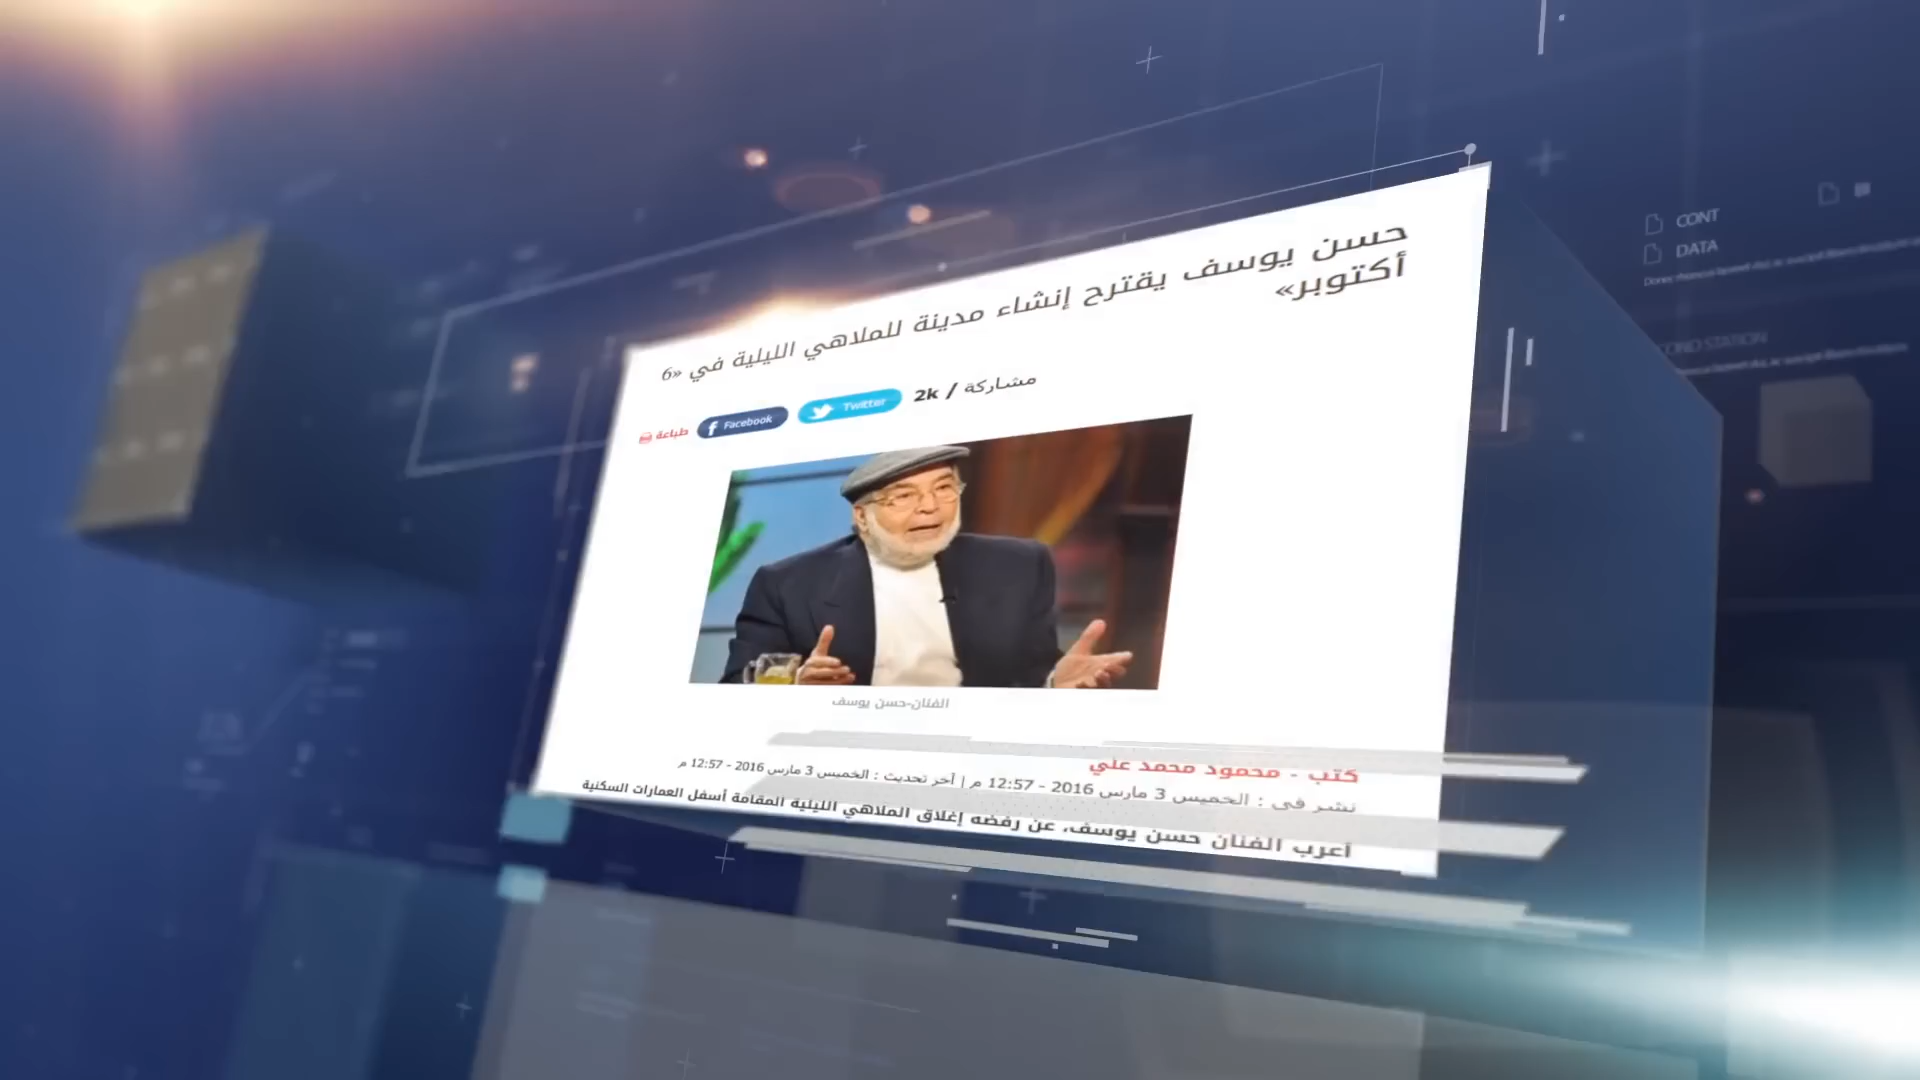 حسن يوسف يقترح إنشاء مدينة للملاهي الليلية في «6
أكتوبر»
مشاركة / 2k
Twitter
Facebook
طباعة
الفنان-حسن يوسف
كتب - محمود محمد علي
نشر فى : الخميس 3 مارس 2016 - 12:57 م | آخر تحديث : الخميس 3 مارس 2016 - 12:57 م
أعرب الفنان حسن يوسف، عن رفضه إغلاق الملاهي الليلية المقامة أسفل العمارات السكنية
CONT
DATA